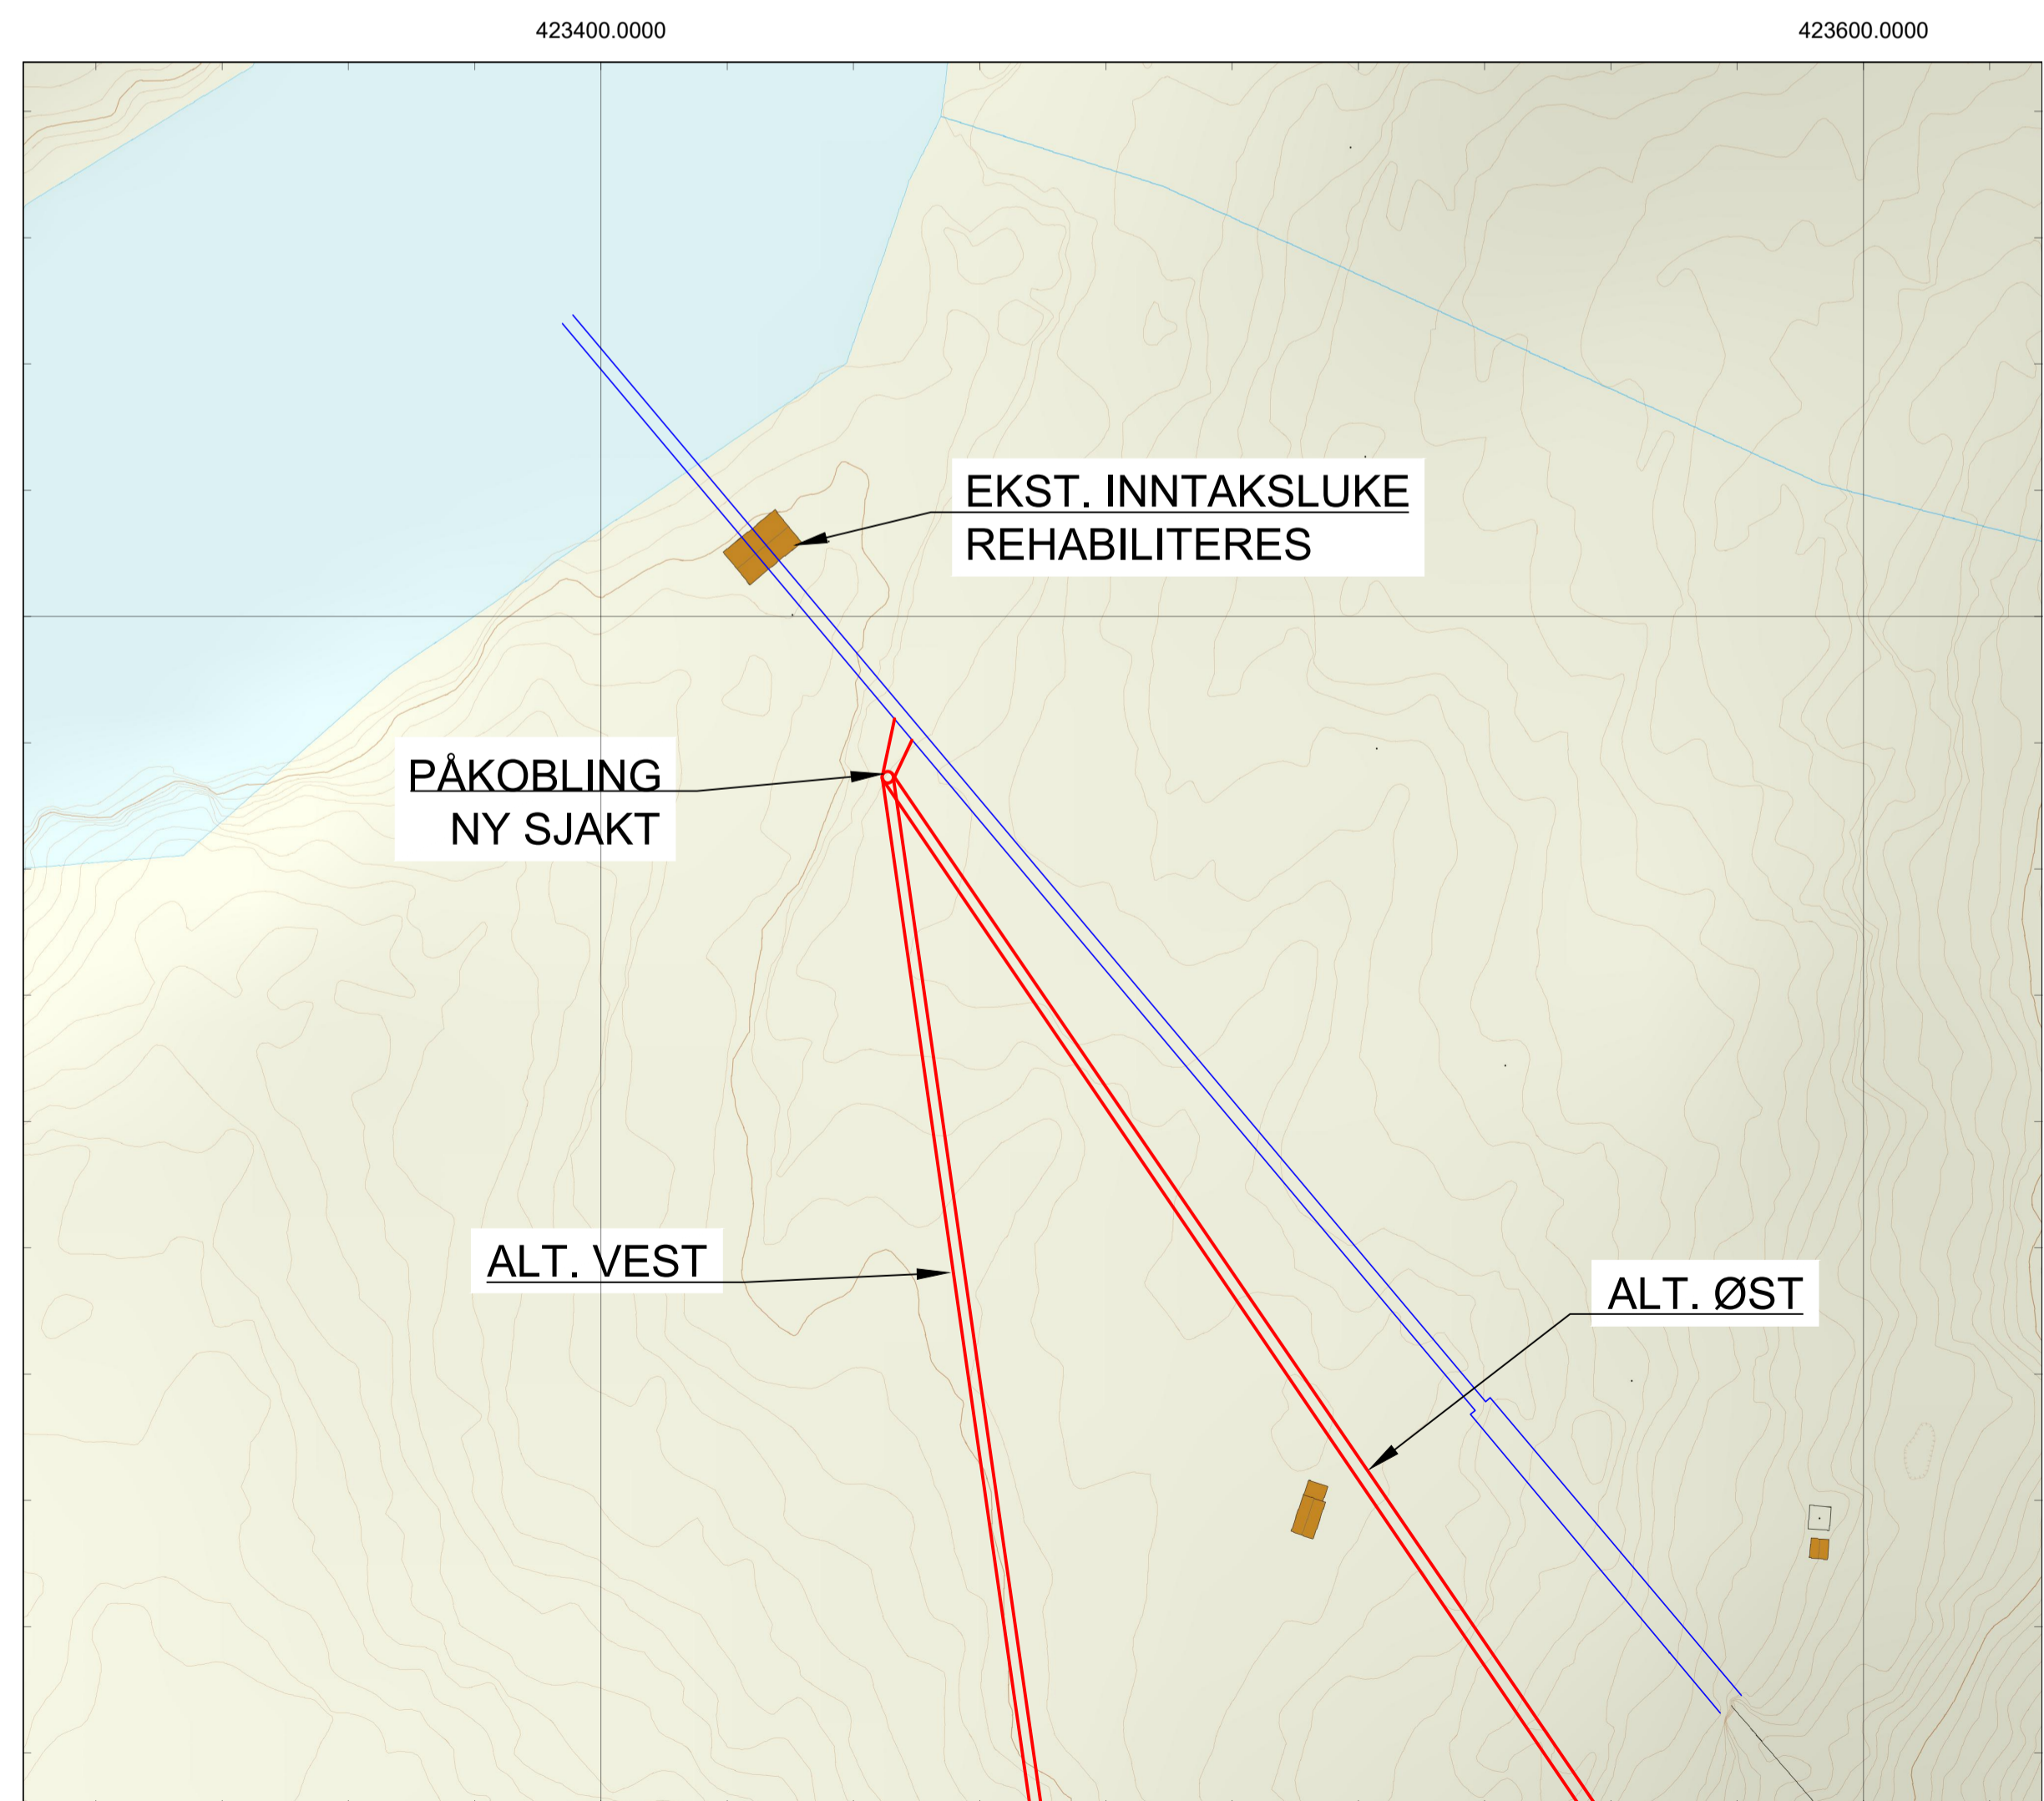 423400.0000
423600.0000
EKST. INNTAKSLUKE
REHABILITERES
PÅKOBLING
NY SJAKT
ALT. VEST
ALT. ØST